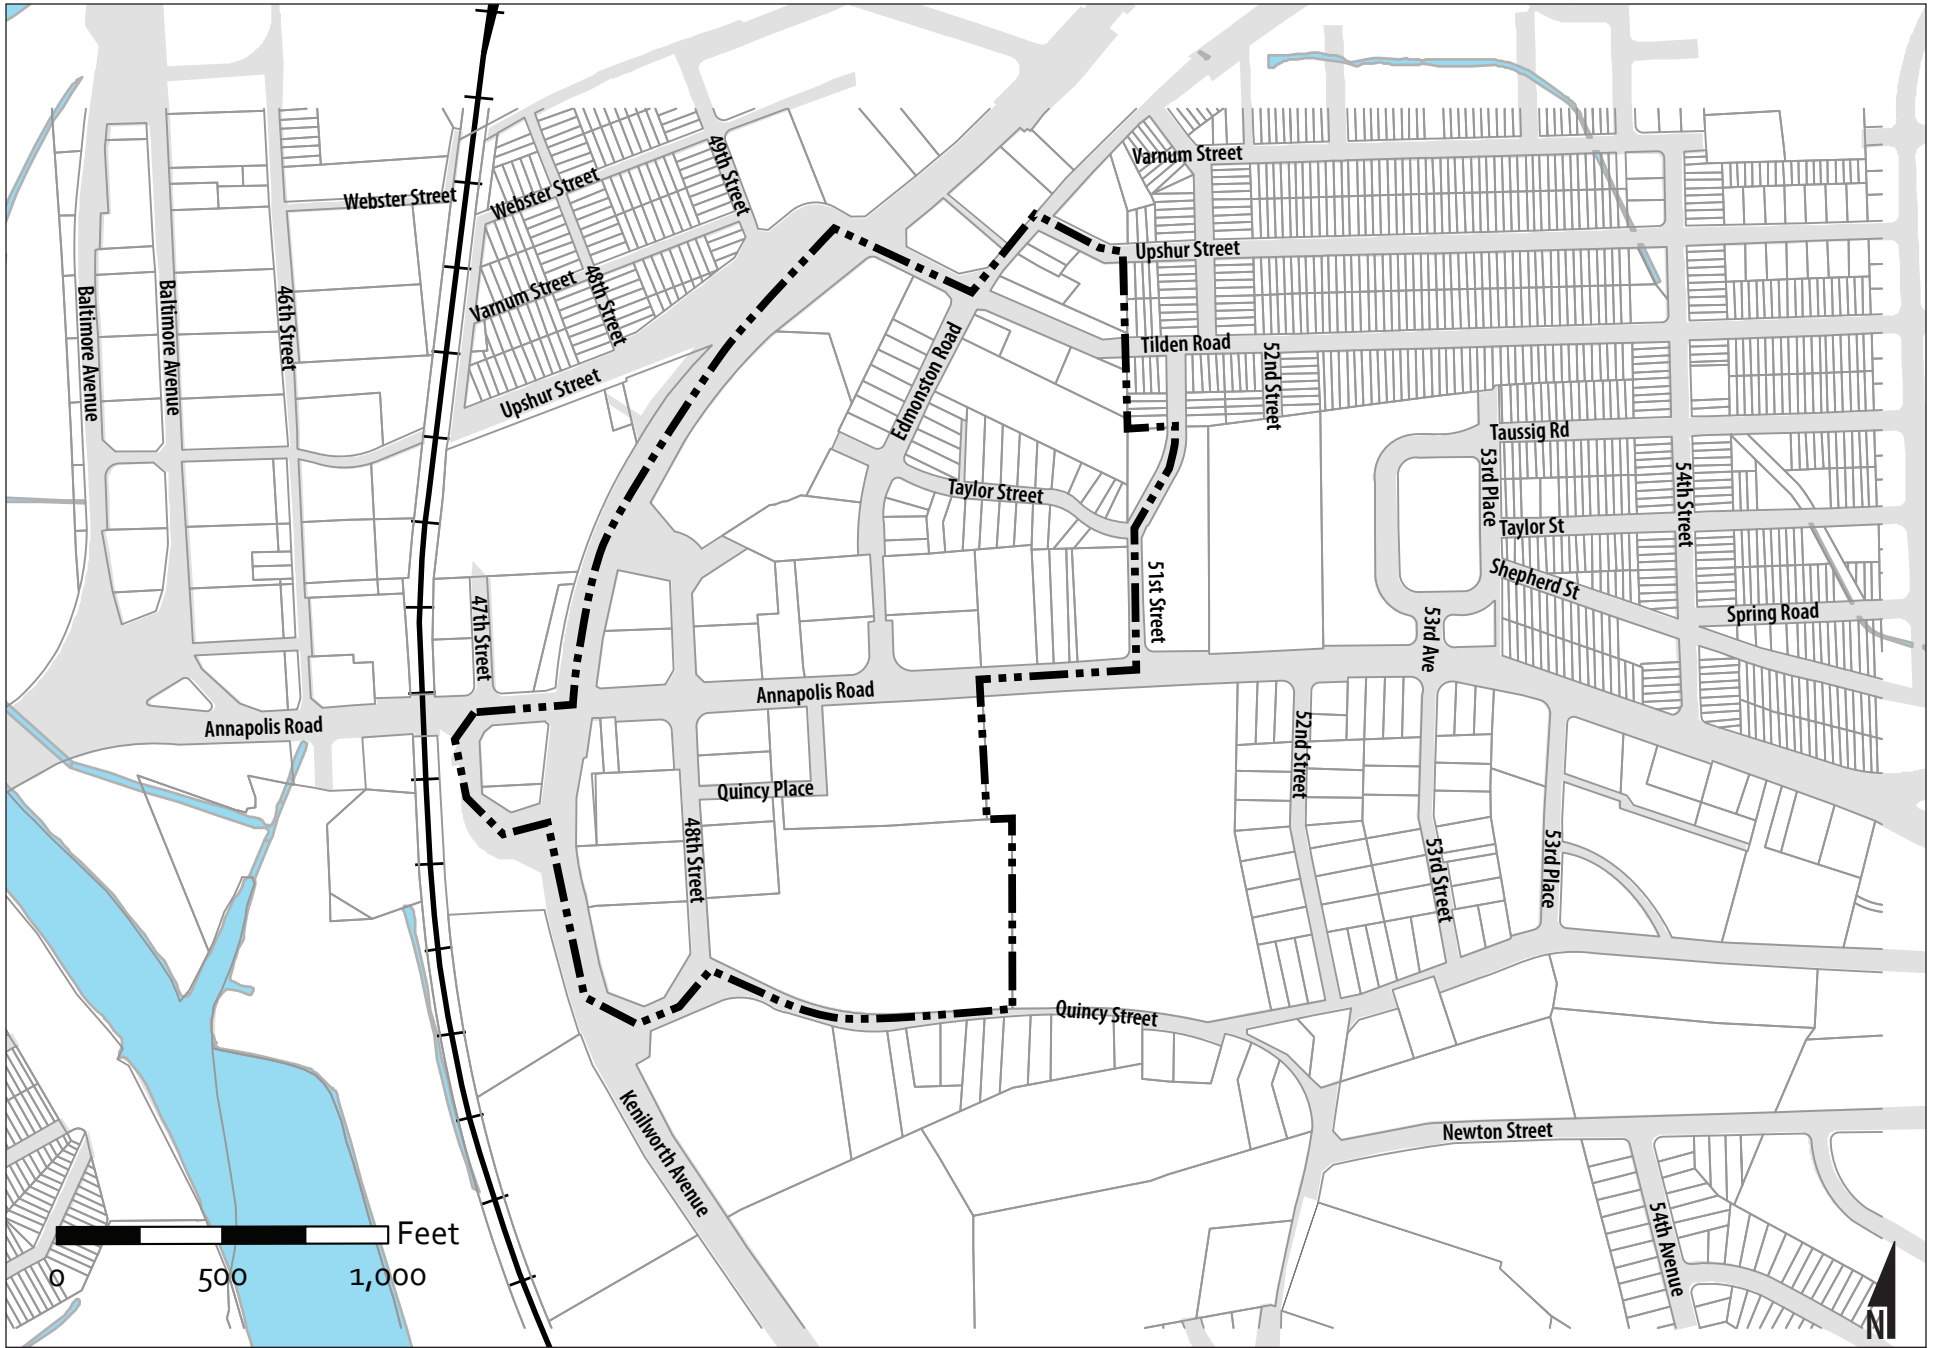 49th Street
Varnum Street
Webster Street
Webster Street
Upshur Street
48th Street
Varnum Street
Baltimore Avenue
Baltimore Avenue
46th Street
Edmonston Road
Tilden Road
52nd Street
Upshur Street
Taussig Rd
53rd Place
54th Street
Taylor Street
Taylor St
51st Street
Shepherd St
47th Street
53rd Ave
Spring Road
Annapolis Road
Annapolis Road
52nd Street
Quincy Place
48th Street
53rd Street
53rd Place
Quincy Street
Kenilworth Avenue
Newton Street
54th Avenue
Feet
0 500 1,000
N